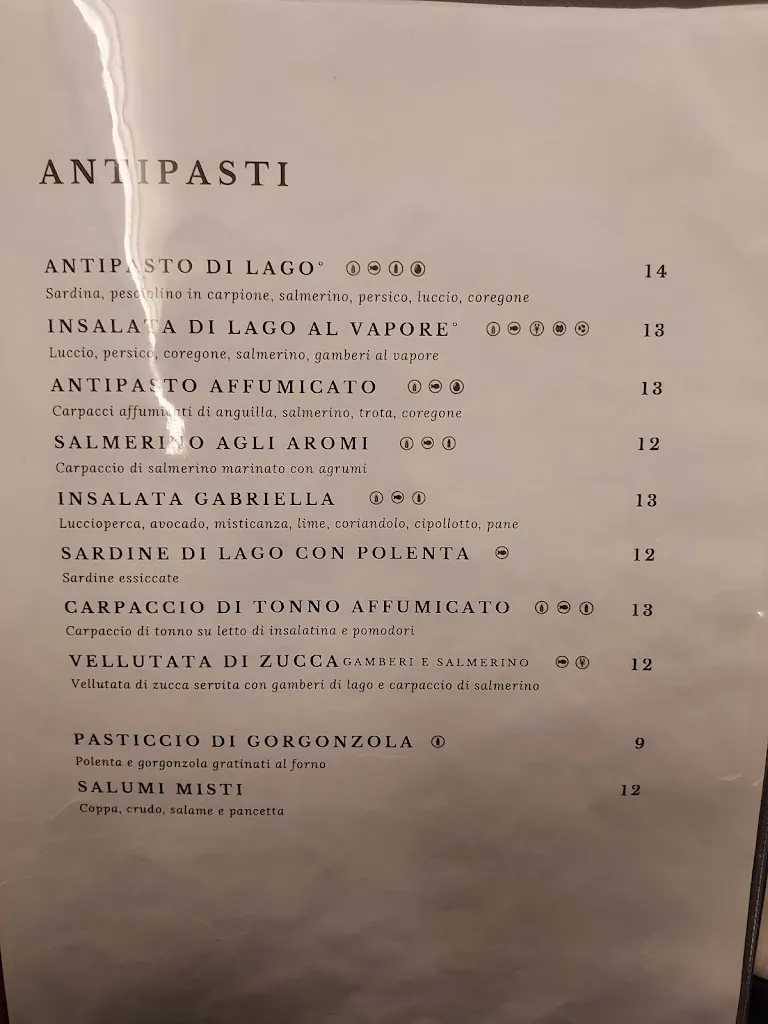 ANTIPASTI
ANTIPASTO DI LAGO° 14
Sardina, pesciolino in carpione, salmerino, persico, luccio, coregone
INSALATA DI LAGO AL VAPORE° 13
Luccio, persico, coregone, salmerino, gamberi al vapore
ANTIPASTO AFFUMICATO 13
Carpacci affumicati di anguilla, salmerino, trota, coregone
SALMERINO AGLI AROMI 12
Carpaccio di salmerino marinato con agrumi
INSALATA GABRIELLA 13
Luccioperca, avocado, misticanza, lime, coriandolo, cipollotto, pane
SARDINE DI LAGO CON POLENTA 12
Sardine essiccate
CARPACCIO DI TONNO AFFUMICATO 13
Carpaccio di tonno su letto di insalatina e pomodori
VELLUTATA DI ZUCCA GAMBERI E SALMERINO 12
Vellutata di zucca servita con gamberi di lago e carpaccio di salmerino
PASTICCIO DI GORGONZOLA 9
Polenta e gorgonzola gratinati al forno
SALUMI MISTI 12
Coppa, crudo, salame e pancetta